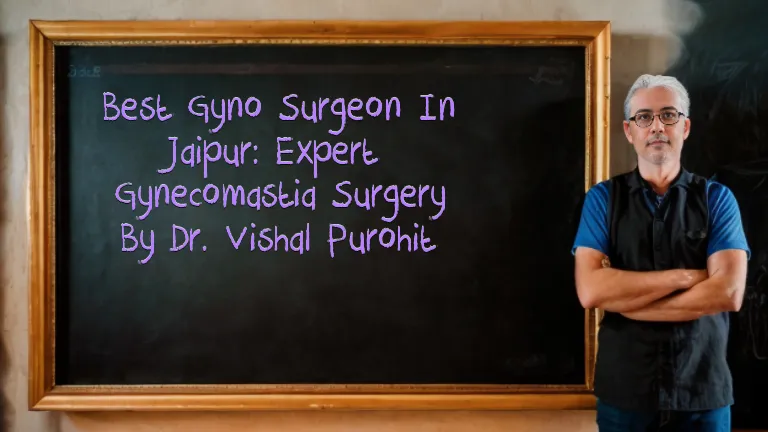 Best Gyno Surgeon In
Jaipur: Expert
Gynecomastia Surgery
By Dr. Vishal Purohit